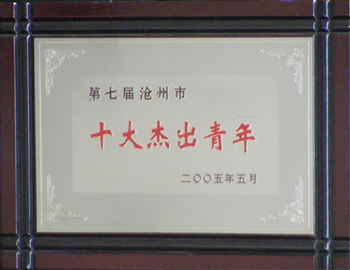 第七届沧州市
十大杰出青年
二〇〇五年五月